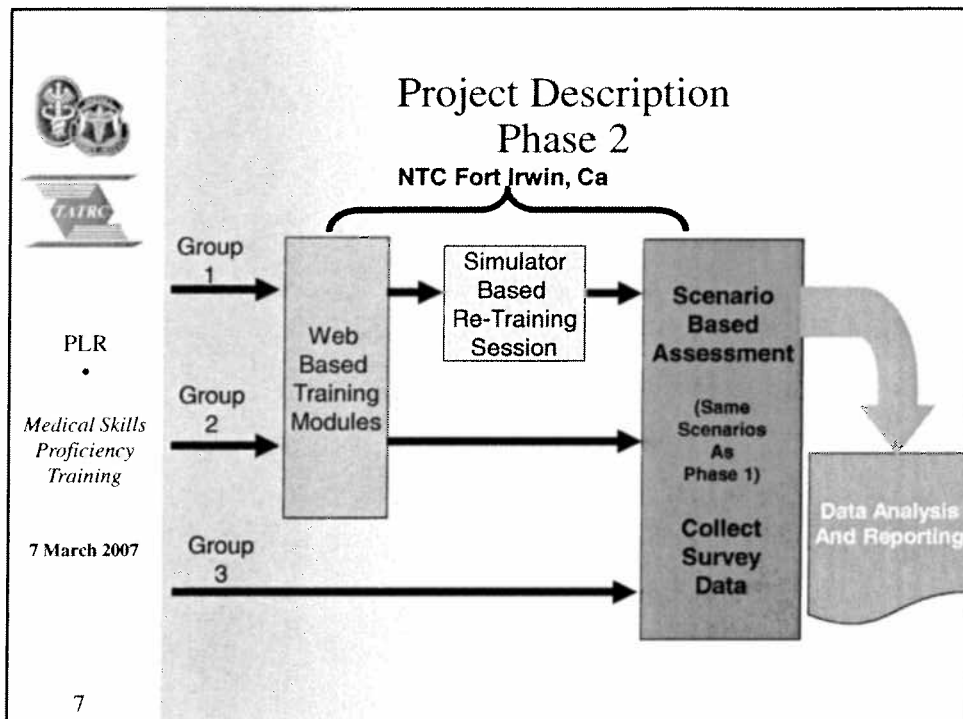 Project Description
Phase 2
NTC Fort Irwin, Ca
TATRC
PLR
•
Medical Skills
Proficiency
Training
7 March 2007
7
Group
1
Group
2
Group
3
Web
Based
Training
Modules
Simulator
Based
Re-Training
Session
Scenario
Based
Assessment
(Same
Scenarios
As
Phase 1)
Collect
Survey
Data
Data Analysis
And Reporting